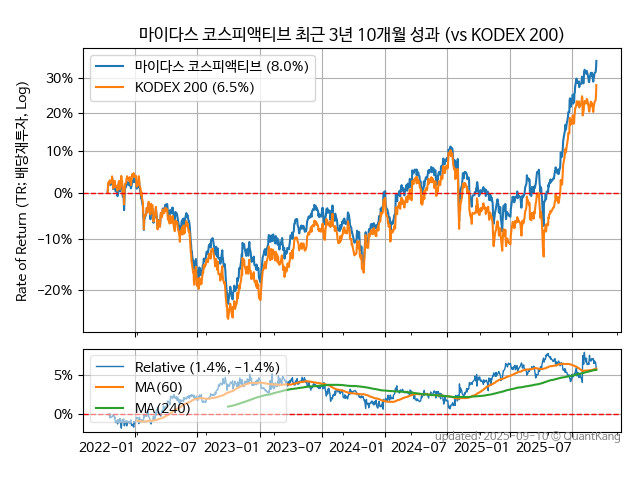 마이다스 코스피액티브 최근 3년 10개월 성과 (vs KODEX 200)
마이다스 코스피액티브 (8.0%)
KODEX 200 (6.5%)
30%
20%
10%
0%
−10%
−20%
Rate of Return (TR: 배당재투자, Log)
Relative (1.4%, −1.4%)
MA(60)
MA(240)
5%
0%
updated: 2025-09-10 © QuantKang
2022−01 2022−07 2023−01 2023−07 2024−01 2024−07 2025−01 2025−07